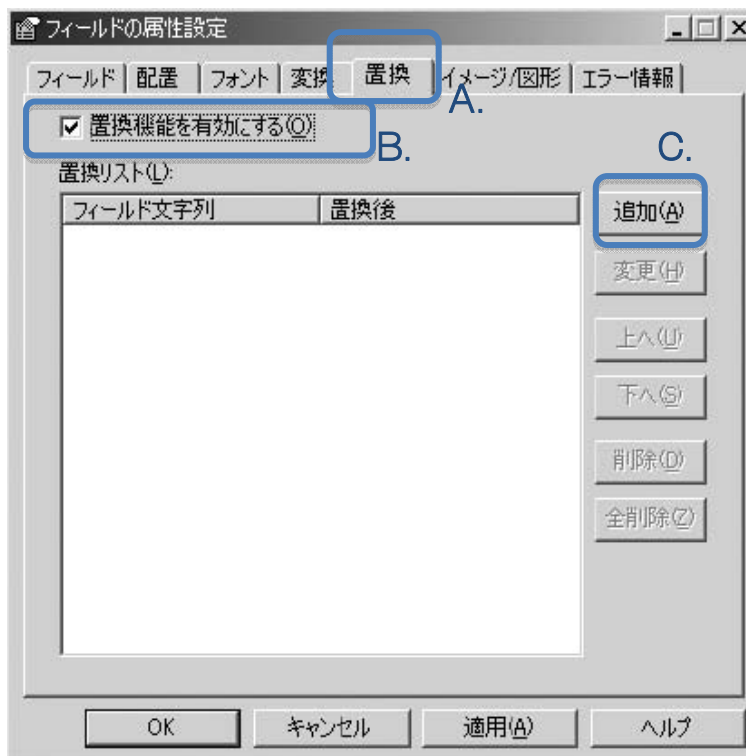 フィールドの属性設定
フィールド 配置 フォント 変換 置換 イメージ/図形 エラー情報
A.
置換機能を有効にする(O)
B.
C.
置換リスト(L):
フィールド文字列 置換後
追加(A)
変更(H)
上へ(U)
下へ(S)
削除(D)
全削除(Z)
OK キャンセル 適用(A) ヘルプ